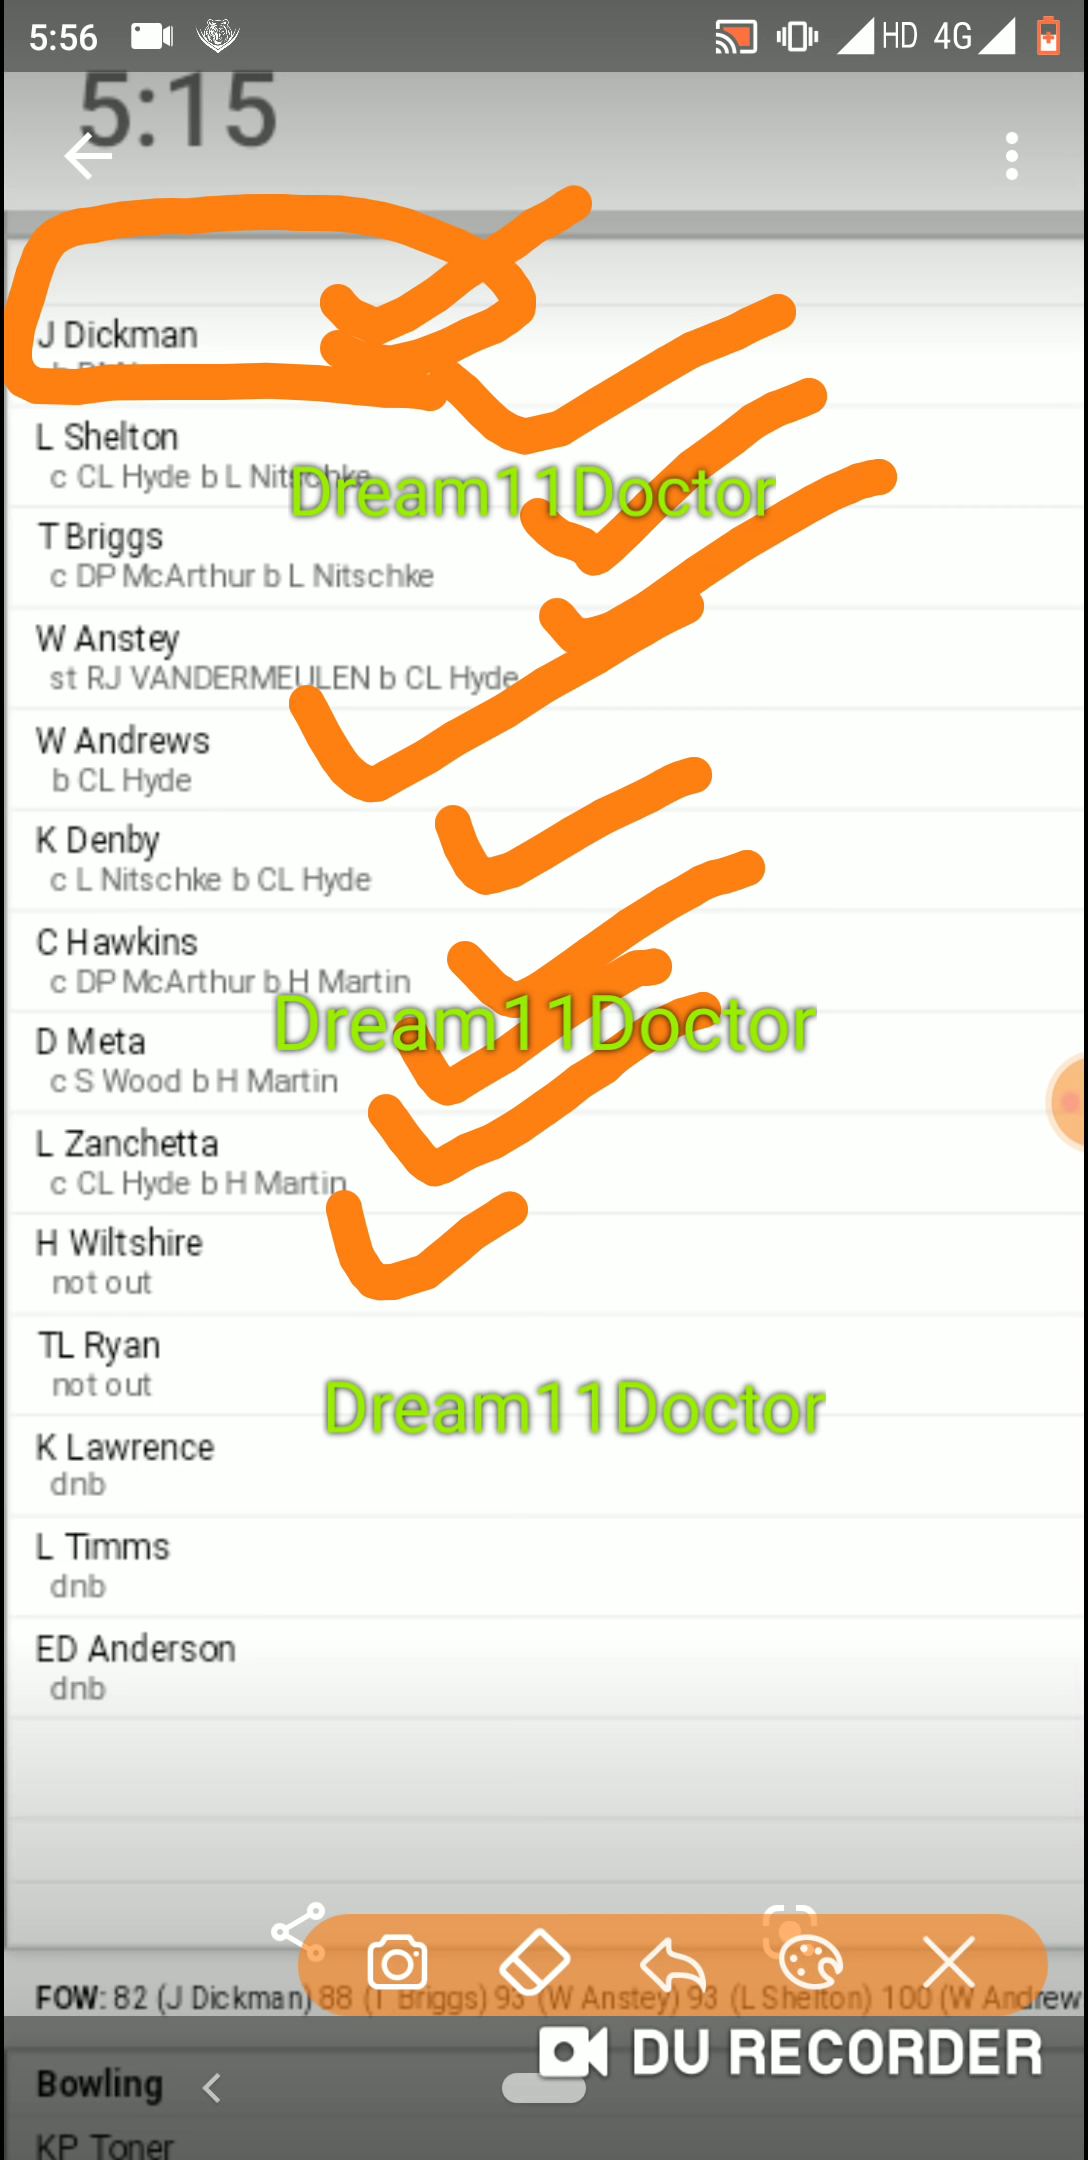 5:56 HD 4G
5:15
J Dickman
L Shelton
c CL Hyde b L Nitschke
Dream11Doctor
T Briggs
c DP McArthur b L Nitschke
W Anstey
st RJ VANDERMEULEN b CL Hyde
W Andrews
b CL Hyde
K Denby
c L Nitschke b CL Hyde
C Hawkins
c DP McArthur b H Martin
Dream11Doctor
D Meta
c S Wood b H Martin
L Zanchetta
c CL Hyde b H Martin
H Wiltshire
not out
TL Ryan
not out
Dream11Doctor
K Lawrence
dnb
L Timms
dnb
ED Anderson
dnb
FOW: 82 (J Dickman) 88 (T Briggs) 93 (W Anstey) 93 (L Shelton) 100 (W Andrew
DU RECORDER
Bowling
KP Toner